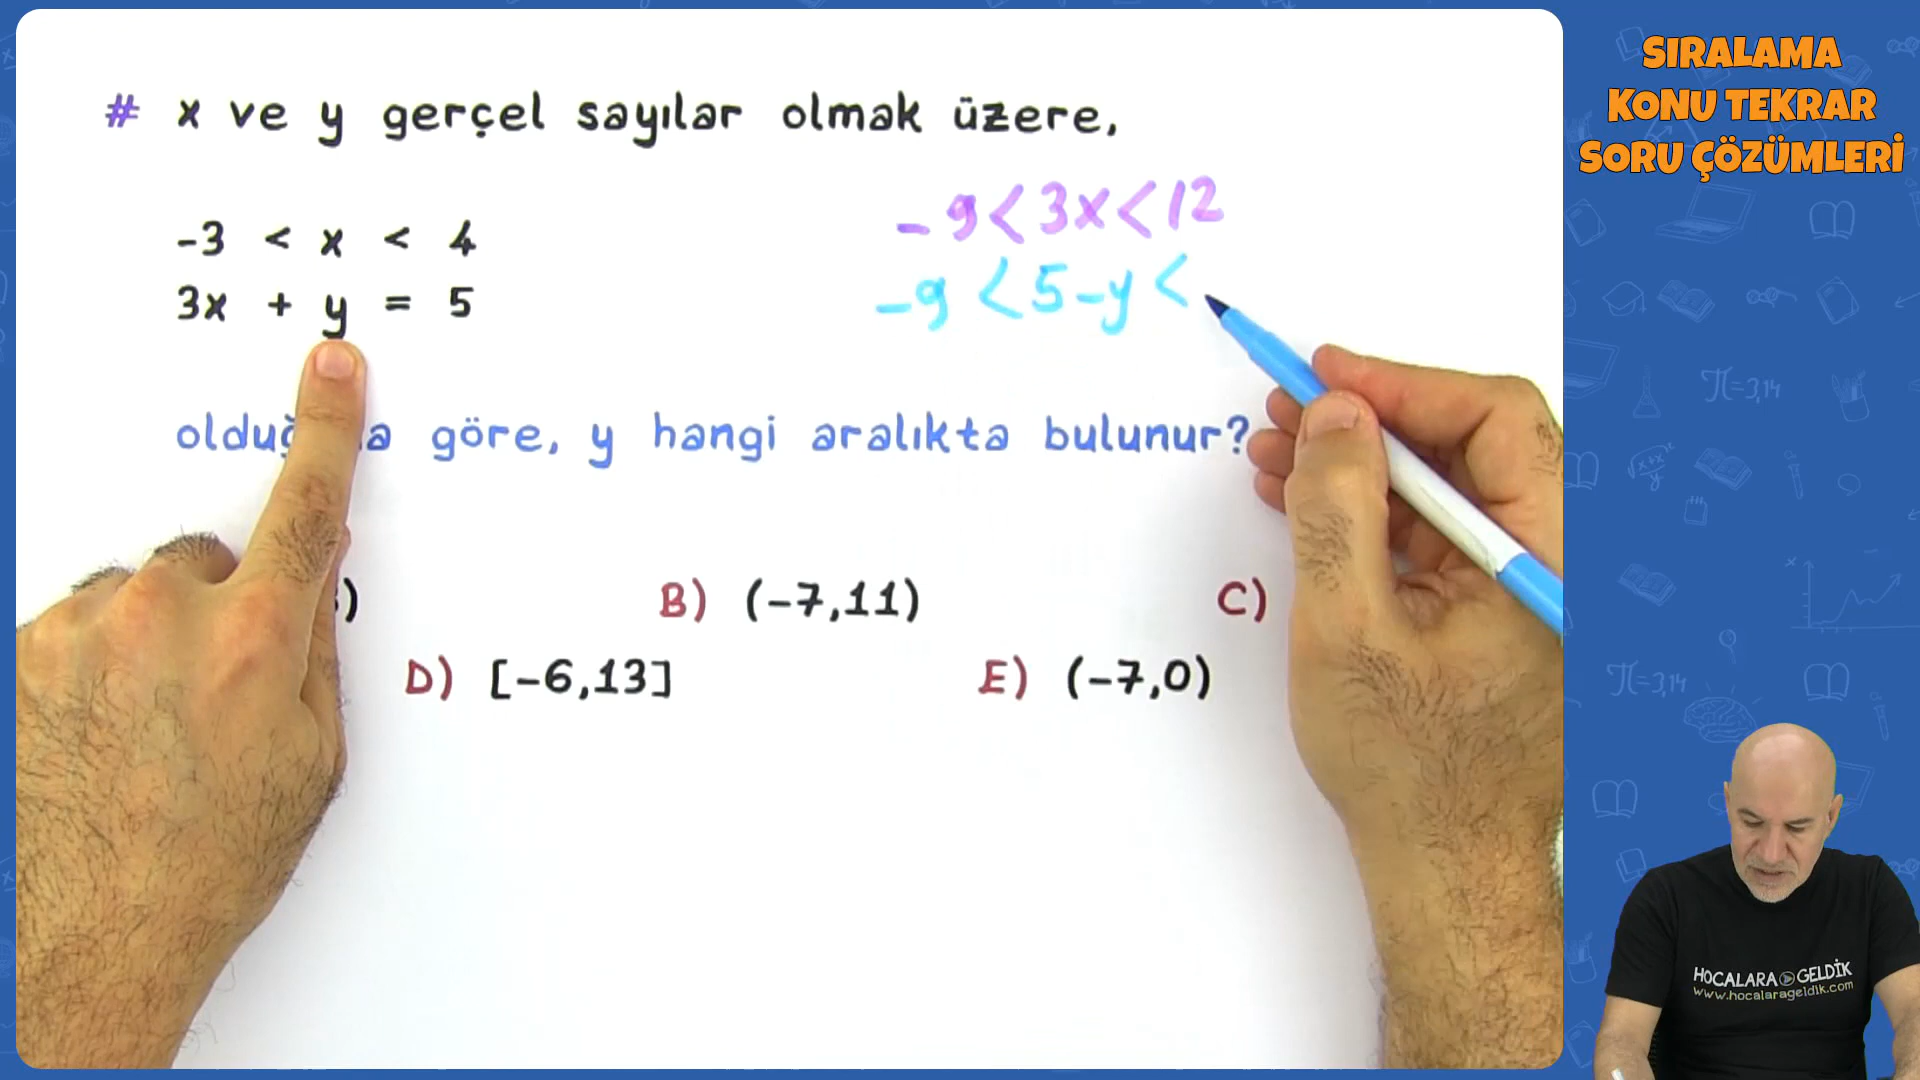 # x ve y gerçel sayılar olmak üzere,
-3 < x < 4
3x + y = 5
-9 < 3x < 12
-9 < 5-y <
göre, y hangi aralıkta bulunur?
B) (-7,11)
C)
D) [-6,13]
E) (-7,0)
SIRALAMA
KONU TEKRAR
SORU ÇÖZÜMLERİ
π=3,14
π=3,14
HOCALARA GELDİK
www.hocalarageldik.com